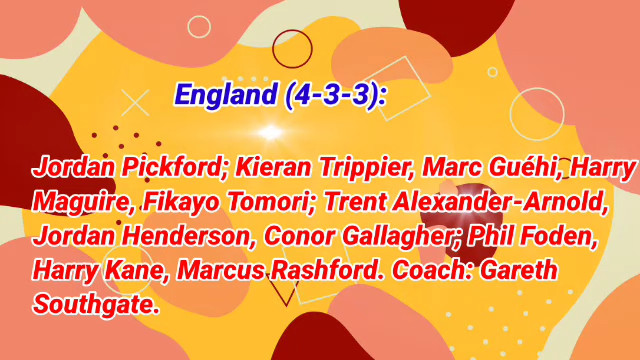 England (4-3-3):
Jordan Pickford; Kieran Trippier, Marc Guéhi, Harry
Maguire, Fikayo Tomori; Trent Alexander-Arnold,
Jordan Henderson, Conor Gallagher; Phil Foden,
Harry Kane, Marcus Rashford. Coach: Gareth
Southgate.